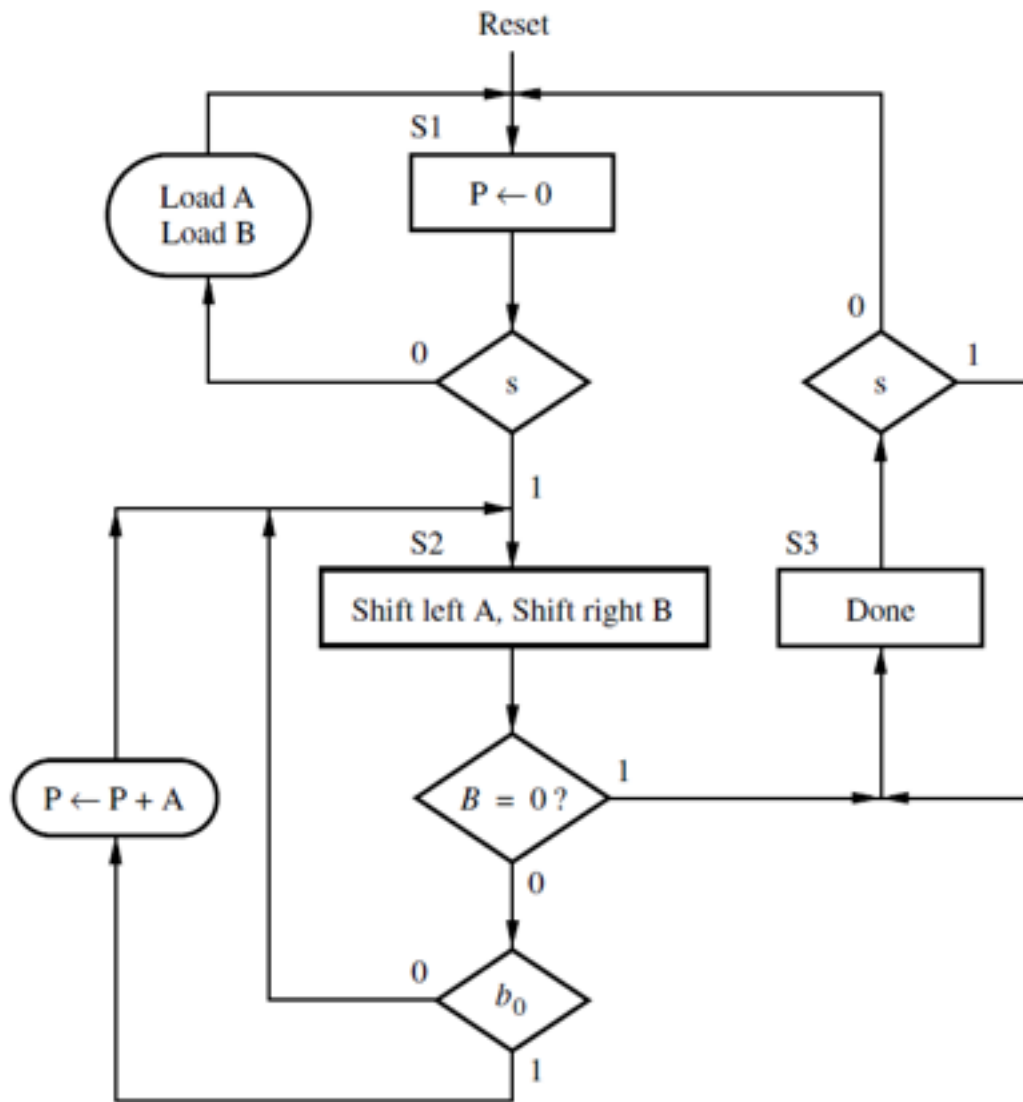 Reset
S1
Load A
Load B
P ← 0
0
s
1
0
s
1
S2
Shift left A, Shift right B
S3
Done
P ← P + A
B = 0 ?
1
0
0
b₀
1